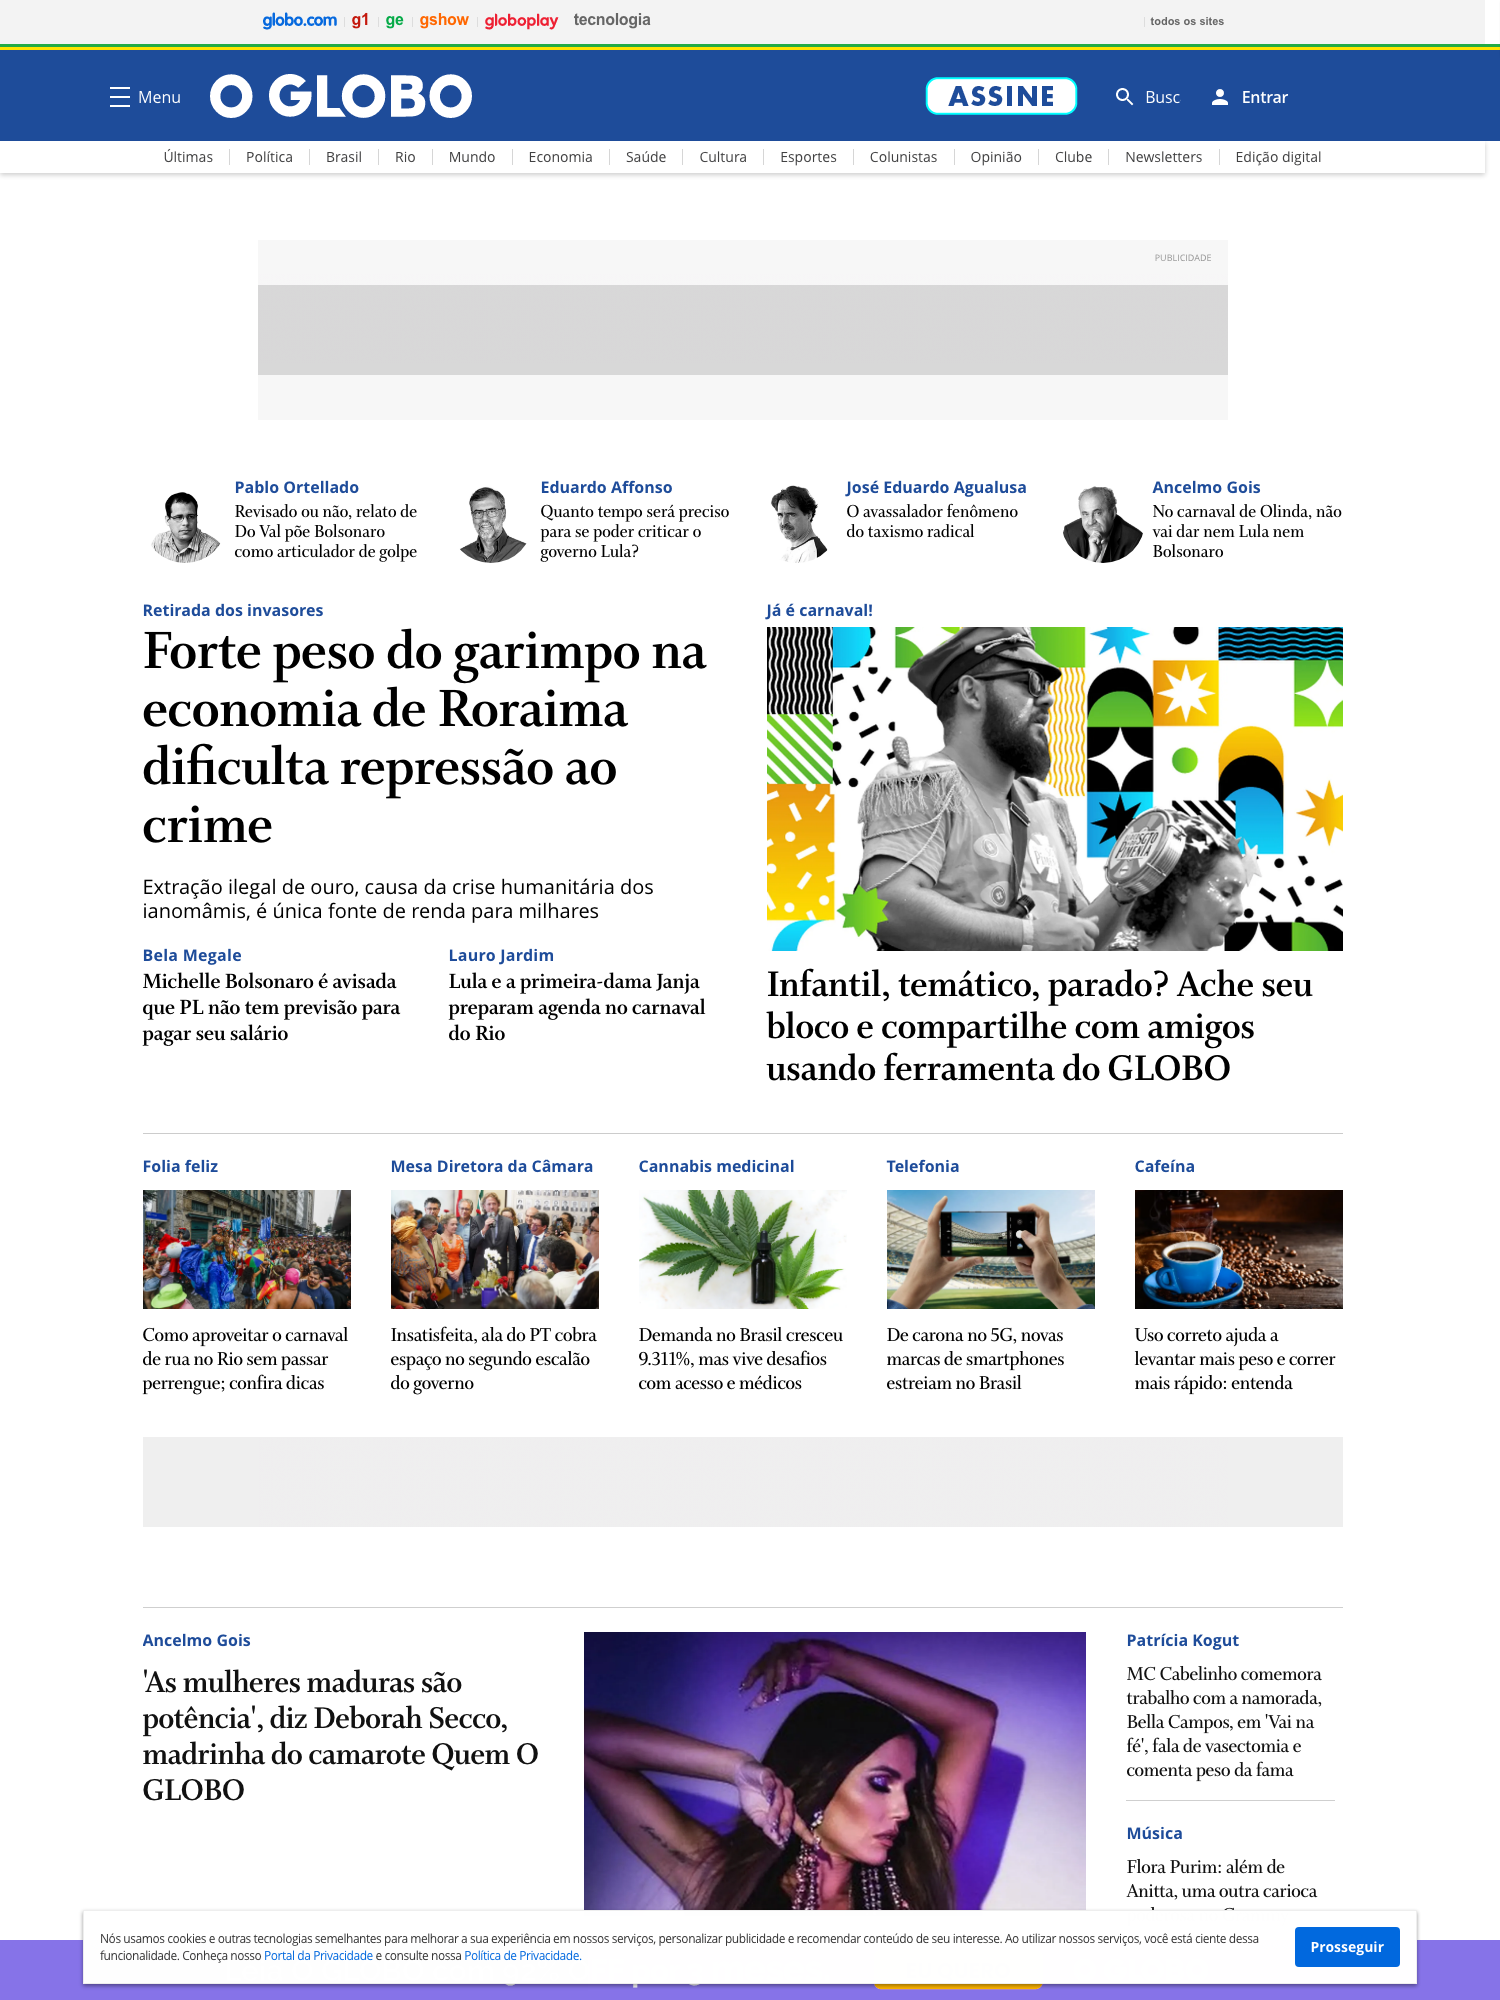 globo.com g1 ge gshow globoplay tecnologia todos os sites
Menu O GLOBO ASSINE Busc Entrar
Últimas Política Brasil Rio Mundo Economia Saúde Cultura Esportes Colunistas Opinião Clube Newsletters Edição digital
PUBLICIDADE
Pablo Ortellado
Revisado ou não, relato de
Do Val põe Bolsonaro
como articulador de golpe
Eduardo Affonso
Quanto tempo será preciso
para se poder criticar o
governo Lula?
José Eduardo Agualusa
O avassalador fenômeno
do taxismo radical
Ancelmo Gois
No carnaval de Olinda, não
vai dar nem Lula nem
Bolsonaro
Retirada dos invasores
Forte peso do garimpo na
economia de Roraima
dificulta repressão ao
crime
Extração ilegal de ouro, causa da crise humanitária dos
ianomâmis, é única fonte de renda para milhares
Bela Megale
Michelle Bolsonaro é avisada
que PL não tem previsão para
pagar seu salário
Lauro Jardim
Lula e a primeira-dama Janja
preparam agenda no carnaval
do Rio
Já é carnaval!
PIMENTA
Infantil, temático, parado? Ache seu
bloco e compartilhe com amigos
usando ferramenta do GLOBO
Folia feliz
Como aproveitar o carnaval
de rua no Rio sem passar
perrengue; confira dicas
Mesa Diretora da Câmara
Insatisfeita, ala do PT cobra
espaço no segundo escalão
do governo
Cannabis medicinal
Demanda no Brasil cresceu
9.311%, mas vive desafios
com acesso e médicos
Telefonia
De carona no 5G, novas
marcas de smartphones
estreiam no Brasil
Cafeína
Uso correto ajuda a
levantar mais peso e correr
mais rápido: entenda
Ancelmo Gois
'As mulheres maduras são
potência', diz Deborah Secco,
madrinha do camarote Quem O
GLOBO
Patrícia Kogut
MC Cabelinho comemora
trabalho com a namorada,
Bella Campos, em 'Vai na
fé', fala de vasectomia e
comenta peso da fama
Música
Flora Purim: além de
Anitta, uma outra carioca
Nós usamos cookies e outras tecnologias semelhantes para melhorar a sua experiência em nossos serviços, personalizar publicidade e recomendar conteúdo de seu interesse. Ao utilizar nossos serviços, você está ciente dessa
funcionalidade. Conheça nosso Portal da Privacidade e consulte nossa Política de Privacidade.
Prosseguir